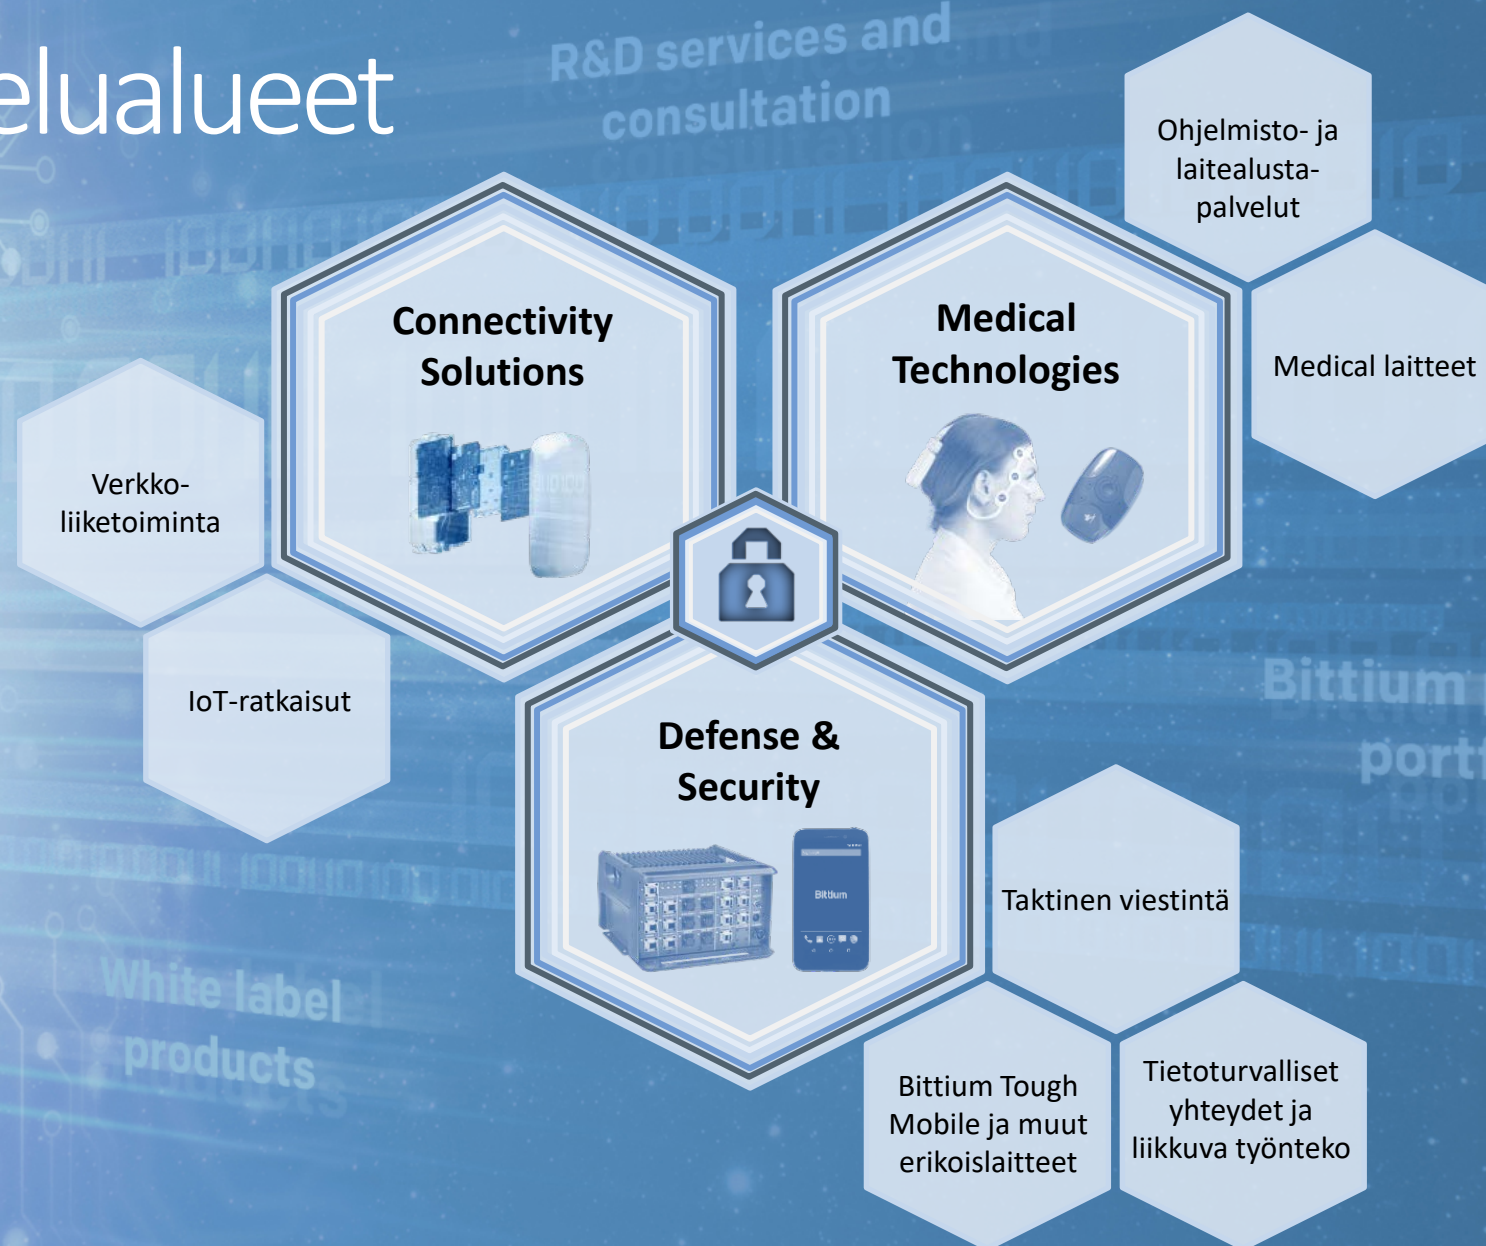 elualueet
R&D services and
consultation
Ohjelmisto- ja
laitealusta-
palvelut
Connectivity
Solutions
Medical
Technologies
Medical laitteet
Verkko-
liiketoiminta
IoT-ratkaisut
Bittium
portf
Defense &
Security
Bittium
Taktinen viestintä
White label
products
Bittium Tough
Mobile ja muut
erikoislaitteet
Tietoturvalliset
yhteydet ja
liikkuva työnteko